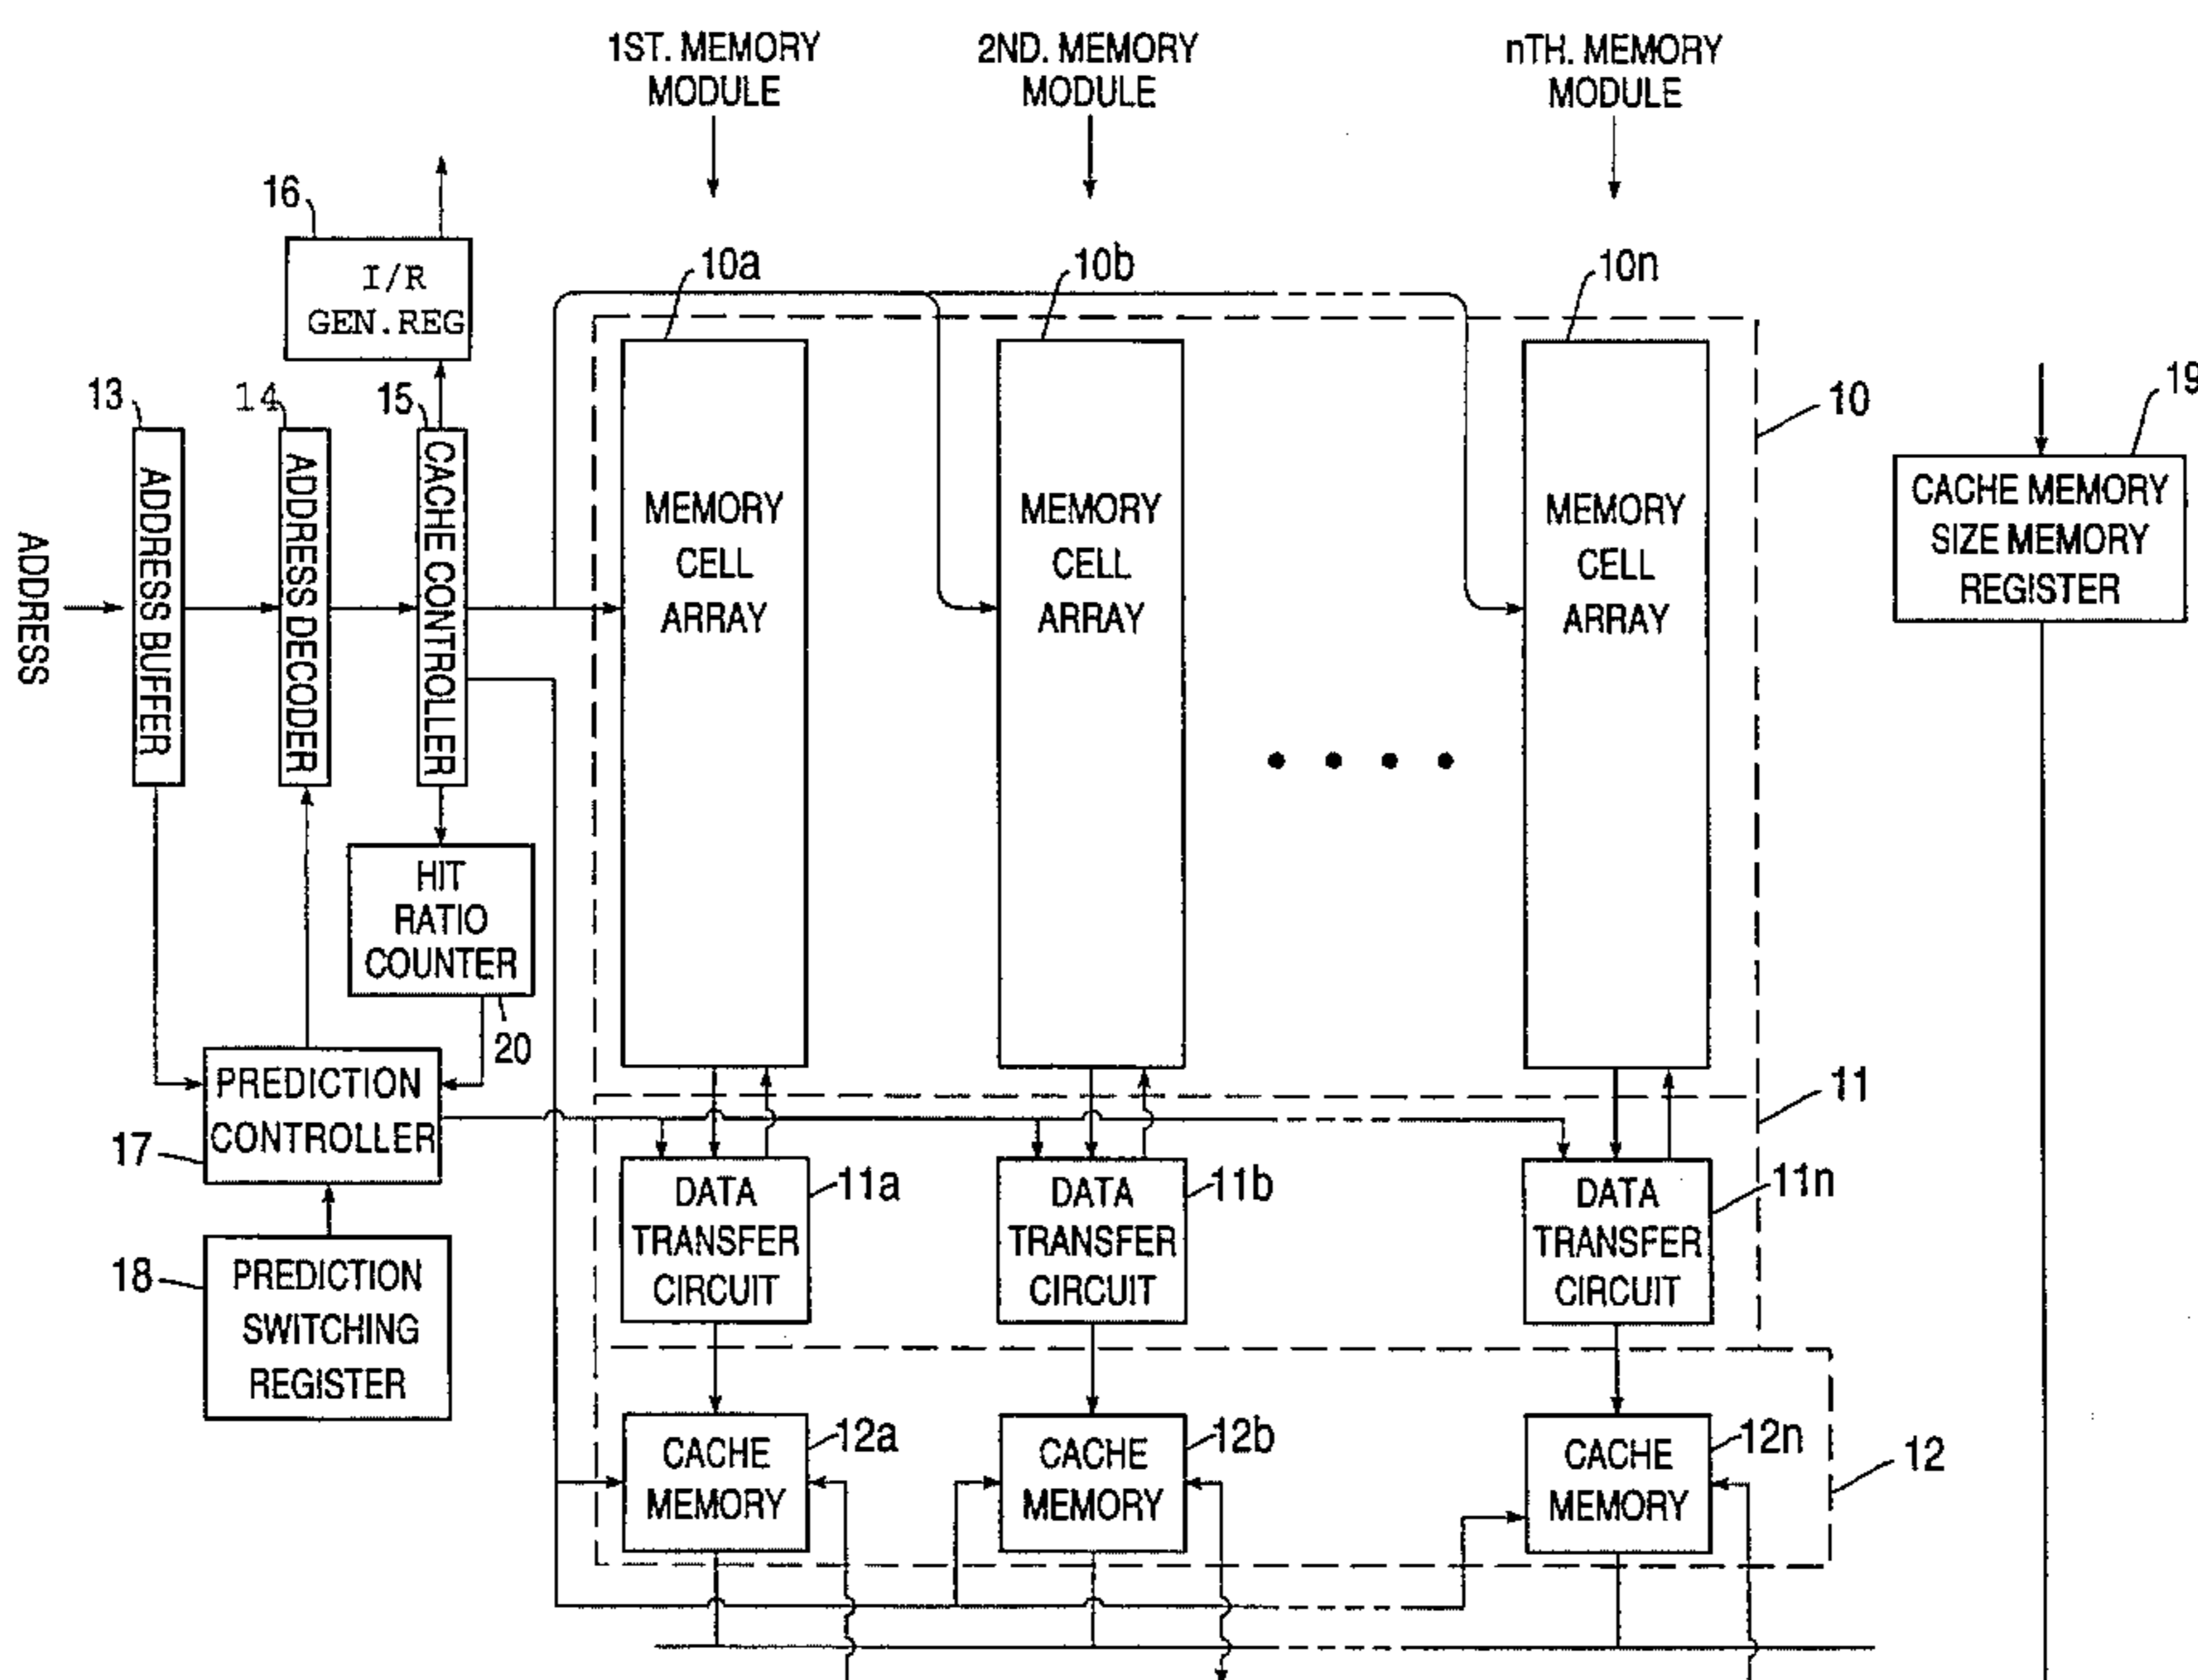 1ST. MEMORY
MODULE
2ND. MEMORY
MODULE
nTH. MEMORY
MODULE
16
I/R
GEN.REG
10a
10b
10n
13
14
15
10
19
ADDRESS
ADDRESS BUFFER
ADDRESS DECODER
CACHE CONTROLLER
MEMORY
CELL
ARRAY
MEMORY
CELL
ARRAY
MEMORY
CELL
ARRAY
CACHE MEMORY
SIZE MEMORY
REGISTER
HIT
RATIO
COUNTER
20
PREDICTION
CONTROLLER
17
11
DATA
TRANSFER
CIRCUIT
11a
DATA
TRANSFER
CIRCUIT
11b
DATA
TRANSFER
CIRCUIT
11n
18
PREDICTION
SWITCHING
REGISTER
CACHE
MEMORY
12a
CACHE
MEMORY
12b
CACHE
MEMORY
12n
12